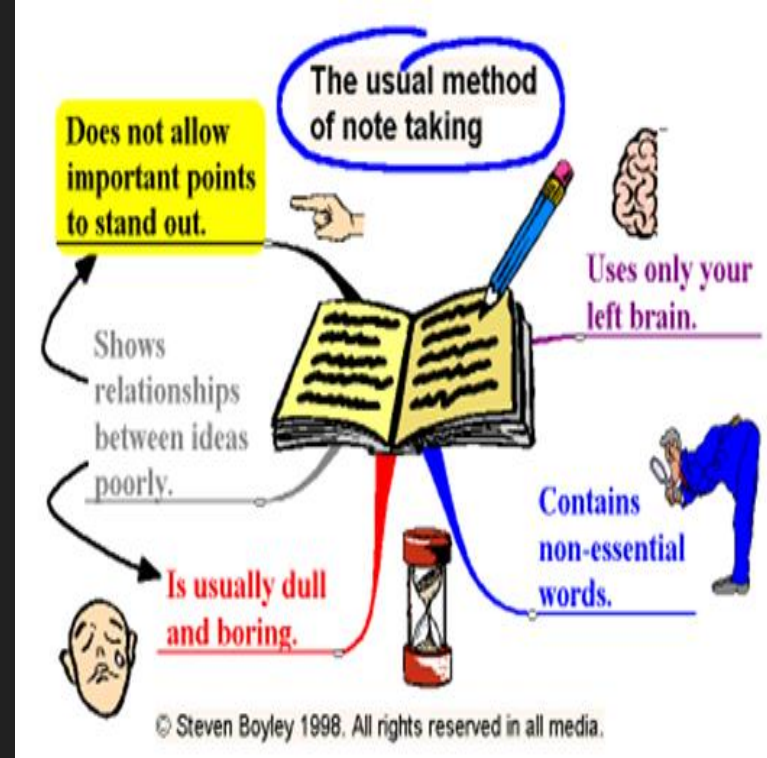 The usual method
of note taking
Does not allow
important points
to stand out.
Uses only your
left brain.
Shows
relationships
between ideas
poorly.
Contains
non-essential
words.
Is usually dull
and boring.
© Steven Boyley 1998. All rights reserved in all media.